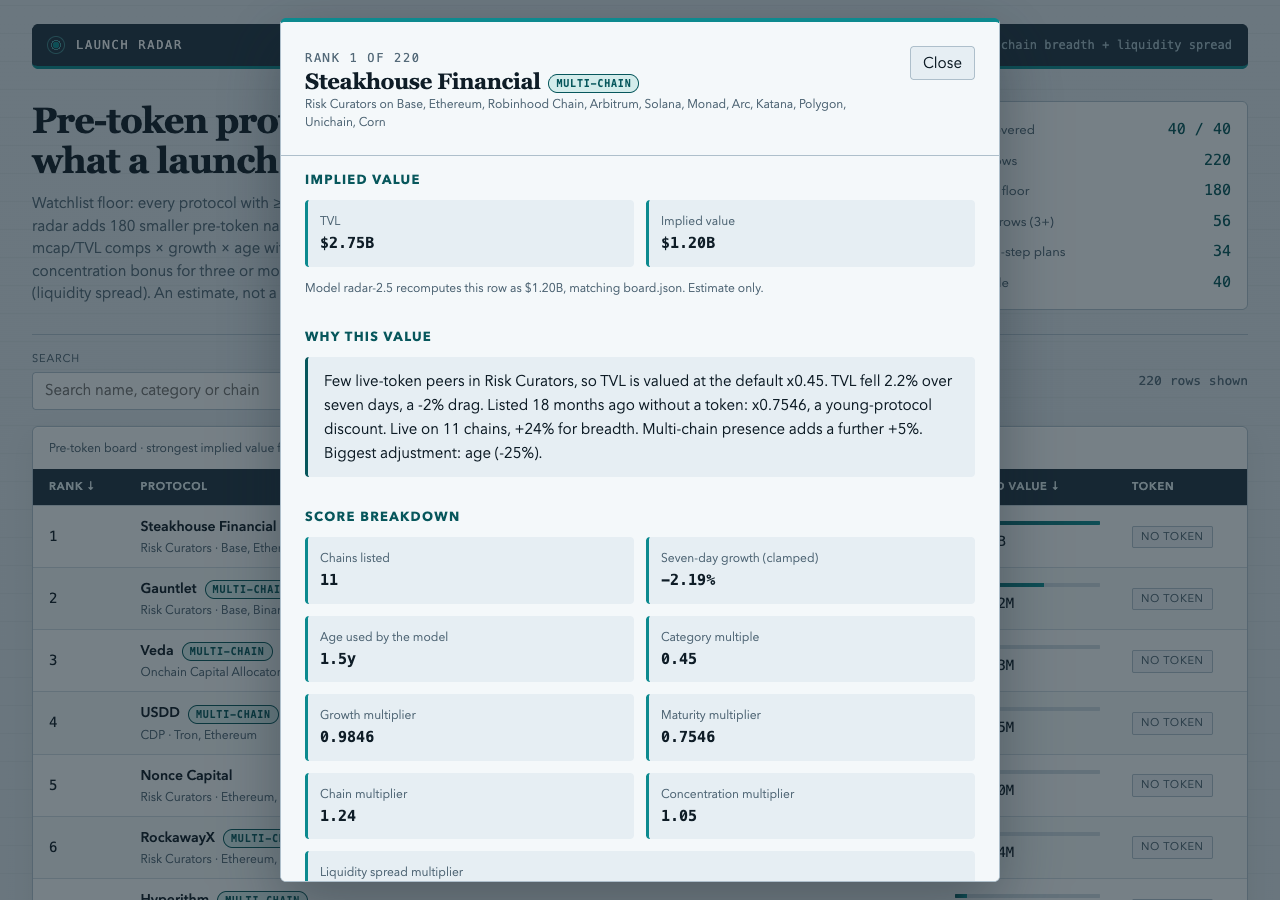 LAUNCH RADAR
chain breadth + liquidity spread
RANK 1 OF 220
Steakhouse Financial MULTI-CHAIN
Risk Curators on Base, Ethereum, Robinhood Chain, Arbitrum, Solana, Monad, Arc, Katana, Polygon,
Unichain, Corn
Close
Pre-token
what a launch
Watchlist floor: every protocol with ≥
radar adds 180 smaller pre-token
mcap/TVL comps × growth × age
concentration bonus for three or
(liquidity spread). An estimate, not a
40 / 40
220
floor 180
rows (3+) 56
-step plans 34
40
IMPLIED VALUE
TVL
$2.75B
Implied value
$1.20B
Model radar-2.5 recomputes this row as $1.20B, matching board.json. Estimate only.
WHY THIS VALUE
Few live-token peers in Risk Curators, so TVL is valued at the default x0.45. TVL fell 2.2% over
seven days, a -2% drag. Listed 18 months ago without a token: x0.7546, a young-protocol
discount. Live on 11 chains, +24% for breadth. Multi-chain presence adds a further +5%.
Biggest adjustment: age (-25%).
SCORE BREAKDOWN
Chains listed
11
Seven-day growth (clamped)
−2.19%
Age used by the model
1.5y
Category multiple
0.45
Growth multiplier
0.9846
Maturity multiplier
0.7546
Chain multiplier
1.24
Concentration multiplier
1.05
Liquidity spread multiplier
SEARCH
Search name, category or chain
220 rows shown
Pre-token board · strongest implied value
RANK ↓ PROTOCOL VALUE ↓ TOKEN
1 Steakhouse Financial NO TOKEN
Risk Curators · Base,
2 Gauntlet NO TOKEN
Risk Curators · Base,
3 Veda MULTI-CHAIN NO TOKEN
Onchain Capital
4 USDD MULTI-CHAIN NO TOKEN
CDP · Tron, Ethereum
5 Nonce Capital NO TOKEN
Risk Curators · Ethereum,
6 RockawayX NO TOKEN
Risk Curators · Ethereum,
Hyperithm MULTI-CHAIN